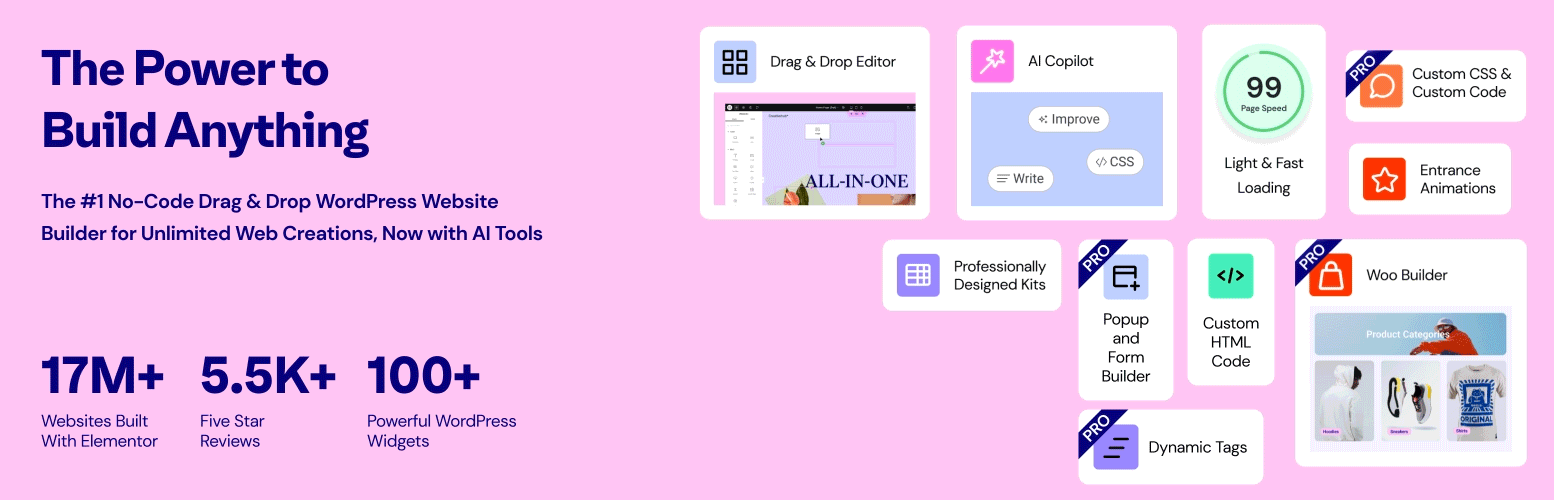 The Power to
Build Anything
The #1 No-Code Drag & Drop WordPress Website
Builder for Unlimited Web Creations, Now with AI Tools
17M+
Websites Built
With Elementor
5.5K+
Five Star
Reviews
100+
Powerful WordPress
Widgets
Drag & Drop Editor
ALL-IN-ONE
AI Copilot
Improve
</> CSS
Write
99
Page Speed
Light & Fast
Loading
PRO
Custom CSS &
Custom Code
Entrance
Animations
Professionally
Designed Kits
PRO
Popup
and
Form
Builder
</>
Custom
HTML
Code
PRO
Woo Builder
Product Categories
Hoodies
Sneakers
Shirts
ORIGINAL
PRO
Dynamic Tags